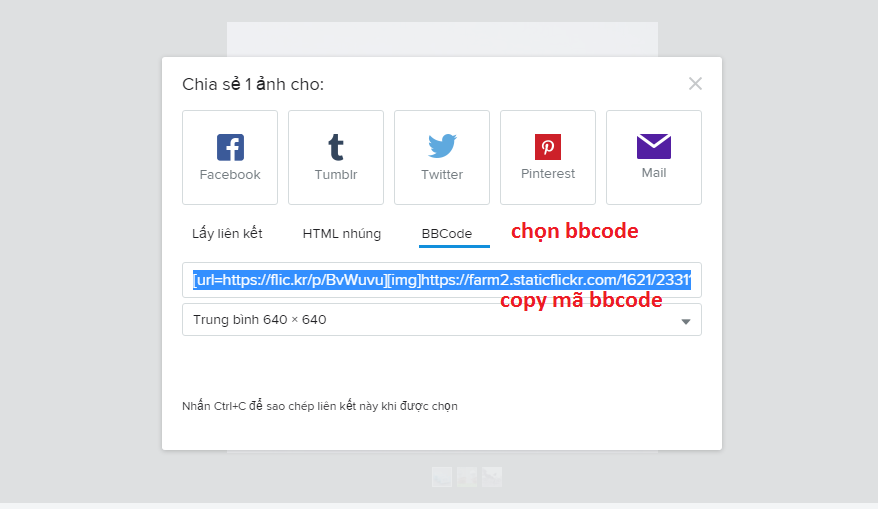 Chia sẻ 1 ảnh cho:
Facebook Tumblr Twitter Pinterest Mail
Lấy liên kết HTML nhúng BBCode chọn bbcode
[url=https://flic.kr/p/BvWuvu][img]https://farm2.staticflickr.com/1621/2331
copy mã bbcode
Trung bình 640 × 640
Nhấn Ctrl+C để sao chép liên kết này khi được chọn